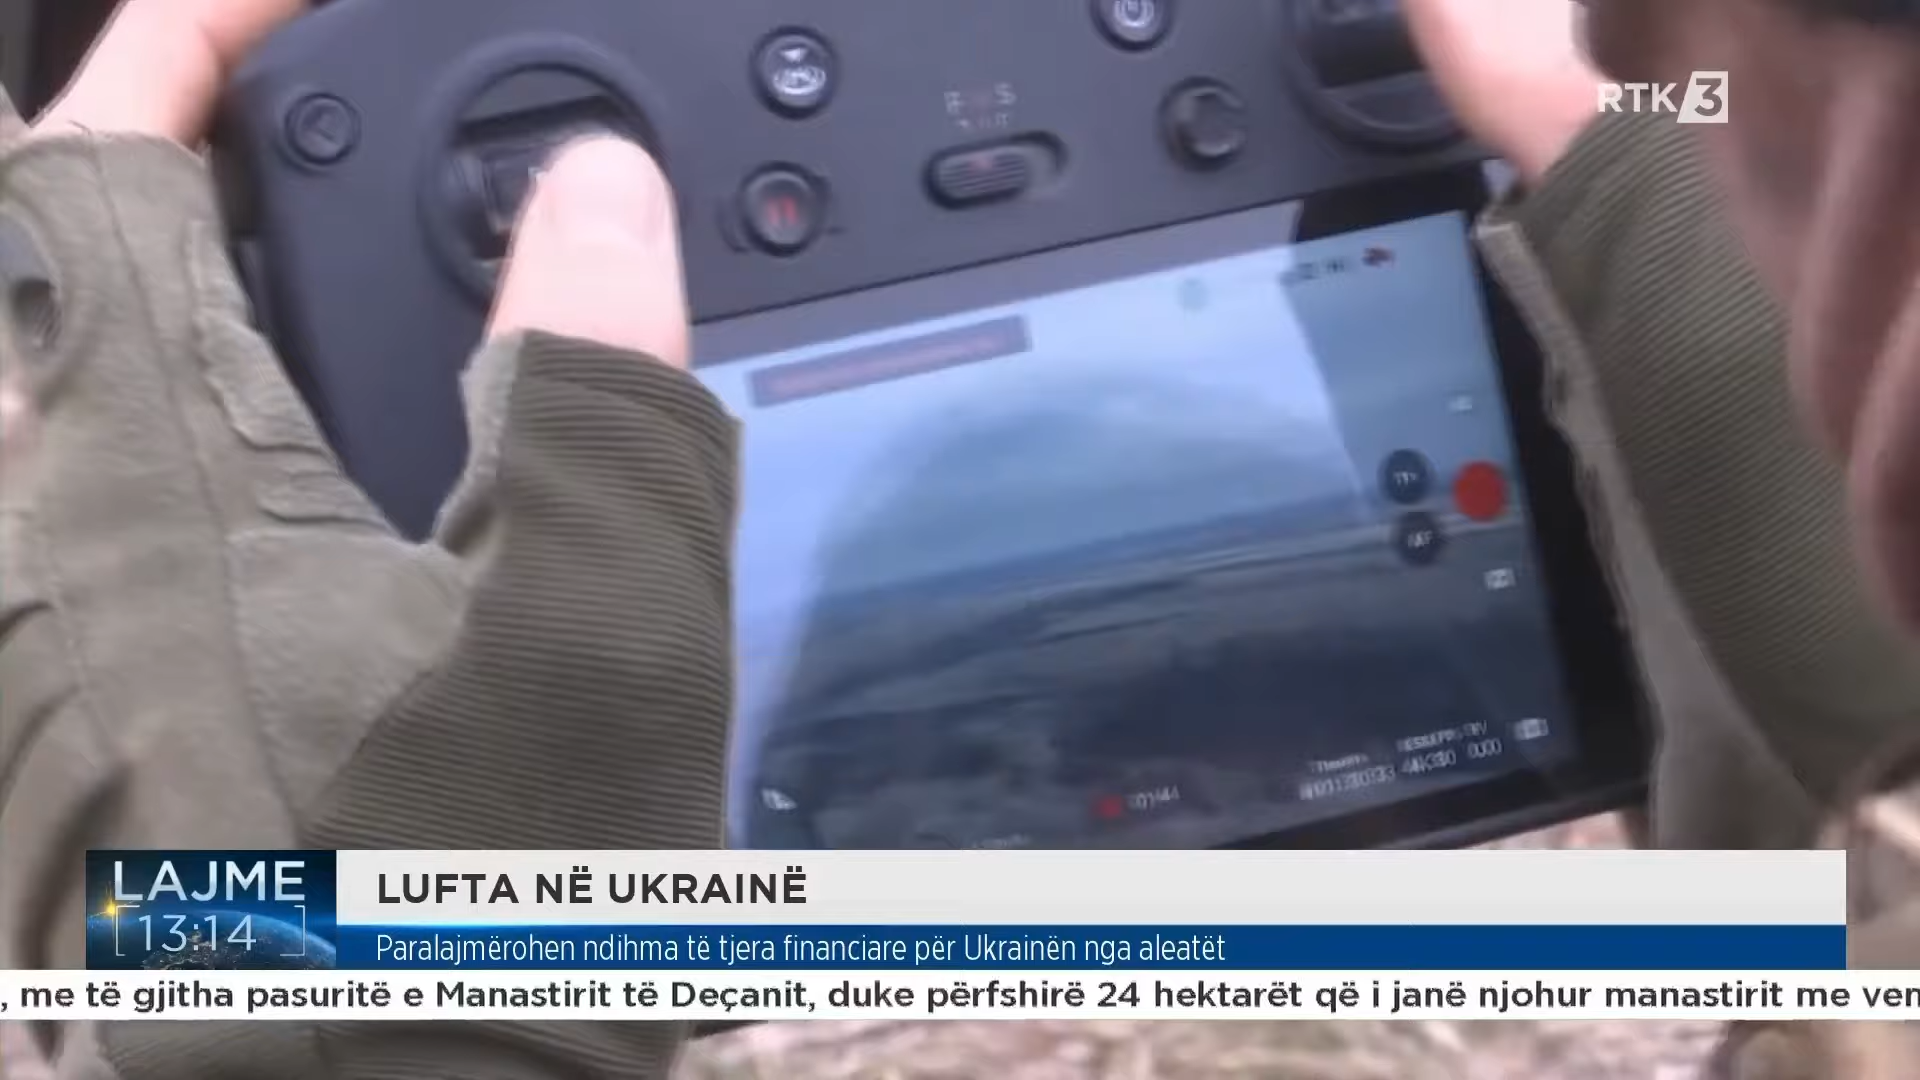 RTK 3
LAJME
13:14
LUFTA NË UKRAINË
Paralajmërohen ndihma të tjera financiare për Ukrainën nga aleatët
, me të gjitha pasuritë e Manastirit të Deçanit, duke përfshirë 24 hektarët që i janë njohur manastirit me ven